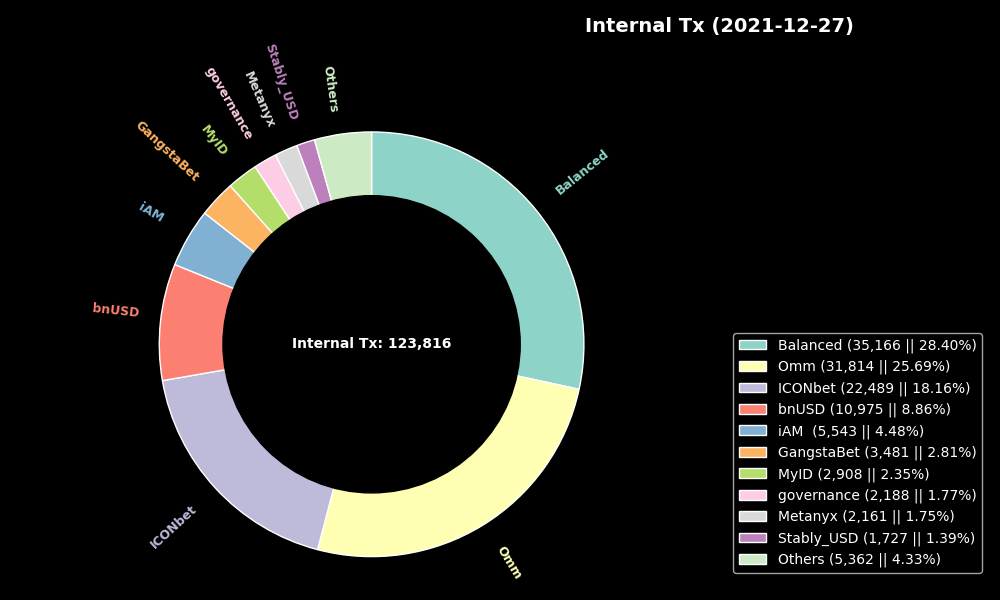 Internal Tx (2021-12-27)
Others
Stably_USD
Metanyx
governance
MyID
GangstaBet
iAM
bnUSD
ICONbet
Omm
Balanced
Internal Tx: 123,816
Balanced (35,166 || 28.40%)
Omm (31,814 || 25.69%)
ICONbet (22,489 || 18.16%)
bnUSD (10,975 || 8.86%)
iAM  (5,543 || 4.48%)
GangstaBet (3,481 || 2.81%)
MyID (2,908 || 2.35%)
governance (2,188 || 1.77%)
Metanyx (2,161 || 1.75%)
Stably_USD (1,727 || 1.39%)
Others (5,362 || 4.33%)